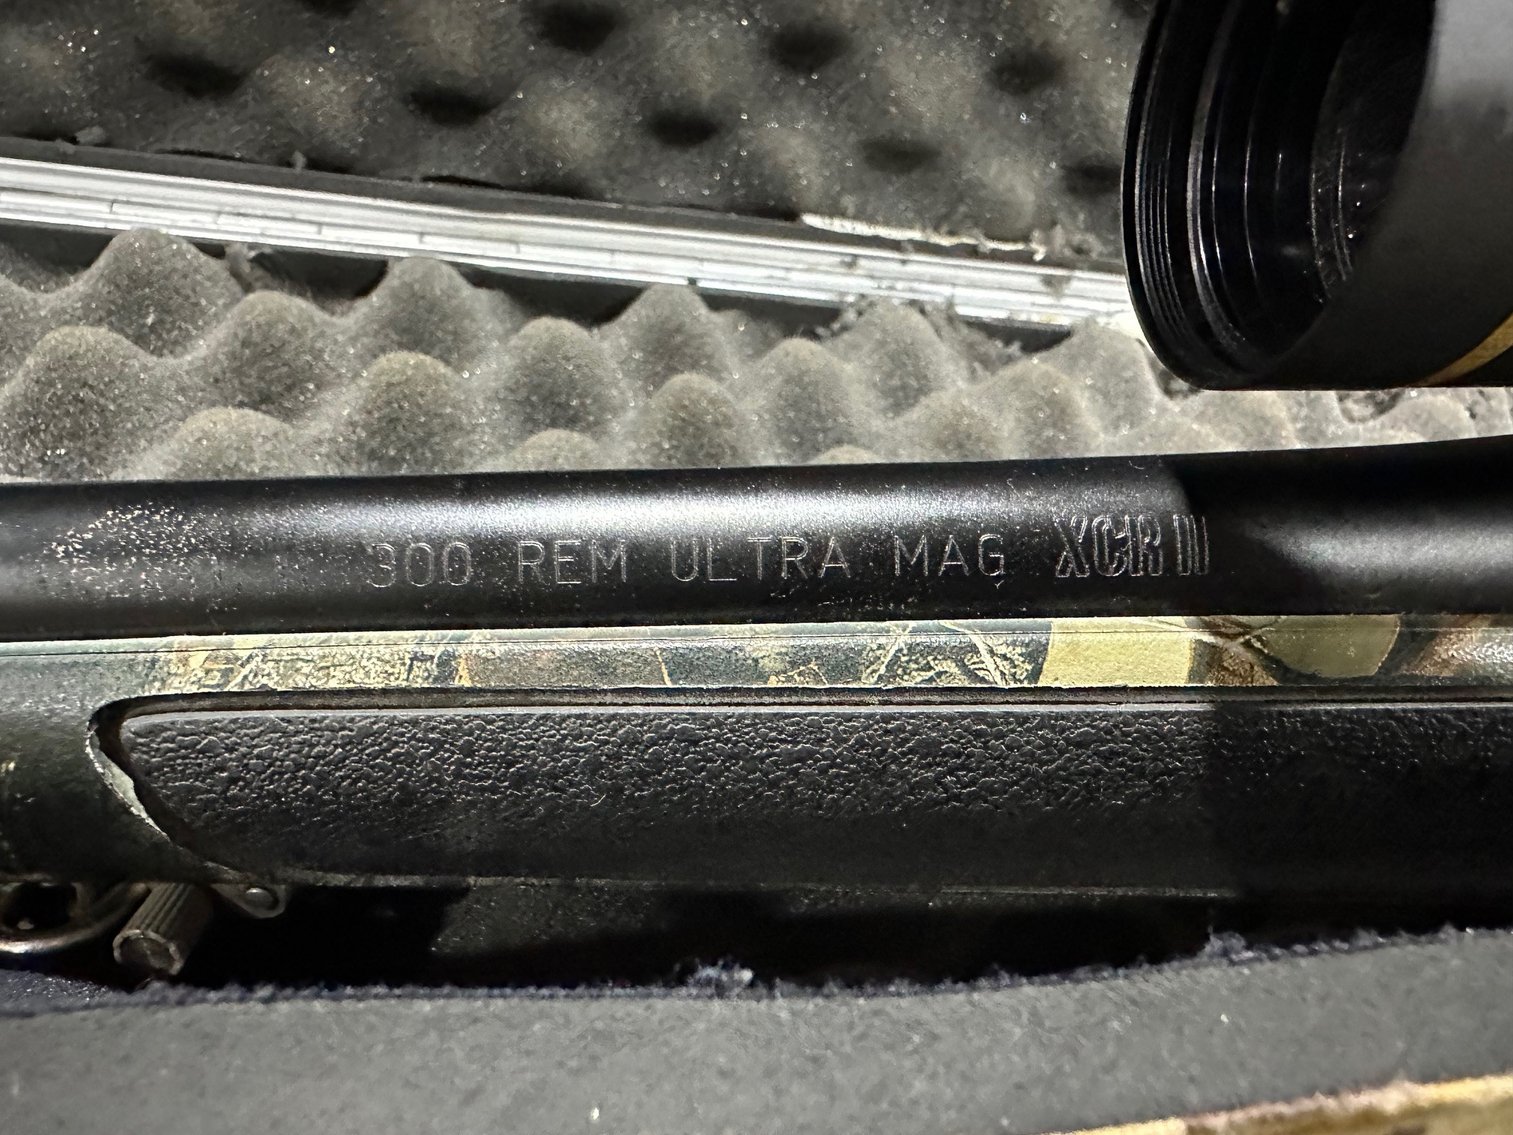 300 REM ULTRA MAG XCR II